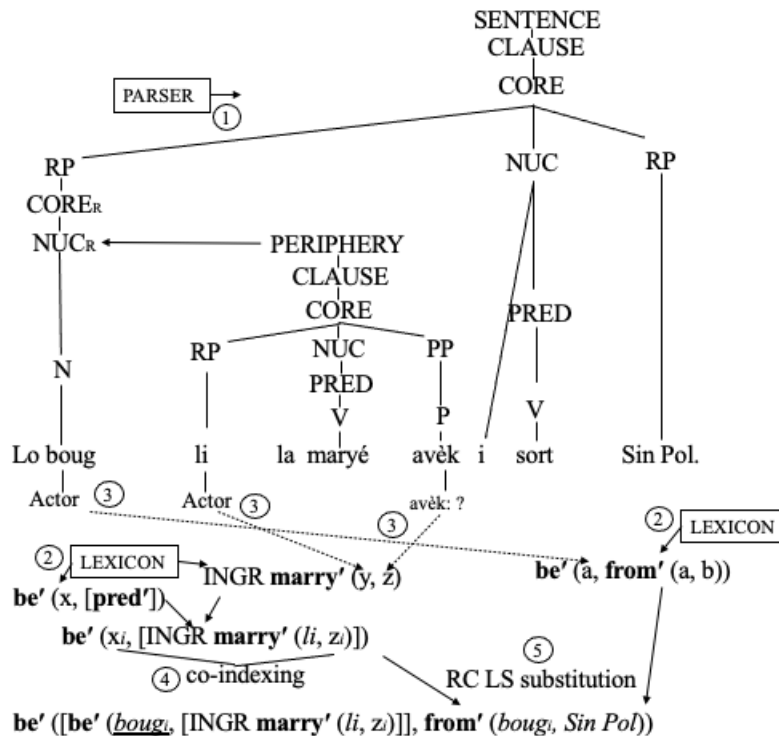 SENTENCE
CLAUSE
CORE
PARSER
①
RP NUC RP
CORER
NUCR PERIPHERY
CLAUSE
CORE
PRED
RP NUC PP
N PRED
V P V
Lo boug li la maryé avèk i sort Sin Pol.
Actor ③ Actor ③ avèk: ?
③ ② LEXICON
② LEXICON INGR marry' (y, z) be' (a, from' (a, b))
be' (x, [pred'])
be' (xi, [INGR marry' (li, zi)])
④ co-indexing RC LS substitution ⑤
be' ([be' (bougi, [INGR marry' (li, zi)]], from' (bougi, Sin Pol))